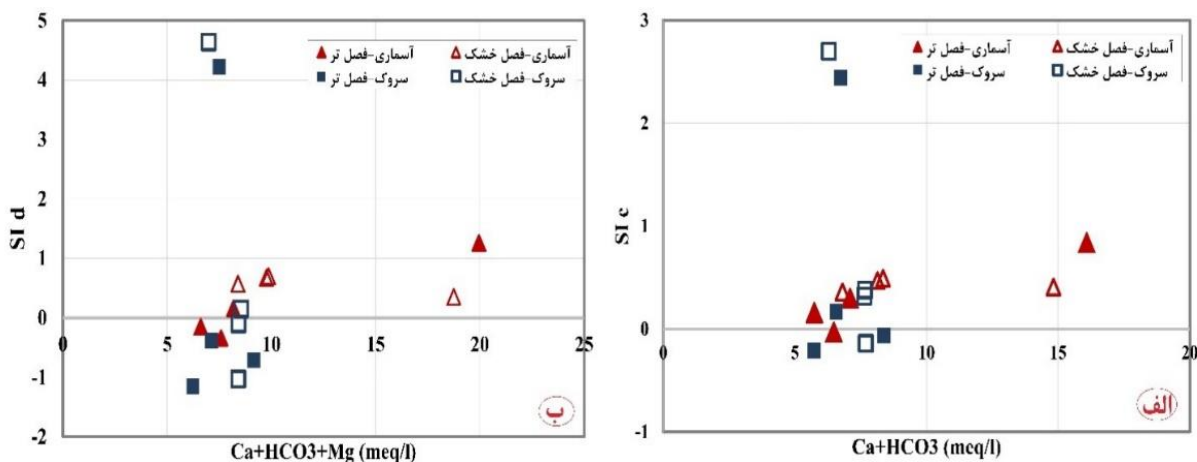 5
4
3
2
1
0
-1
-2
0
5
10
15
20
25
SI d
Ca+HCO3+Mg (meq/l)
آسماری-فصل تر
آسماری-فصل خشک
سروک-فصل تر
سروک-فصل خشک
ب
3
2
1
0
-1
0
5
10
15
20
SI c
Ca+HCO3 (meq/l)
آسماری-فصل تر
آسماری-فصل خشک
سروک-فصل تر
سروک-فصل خشک
الف